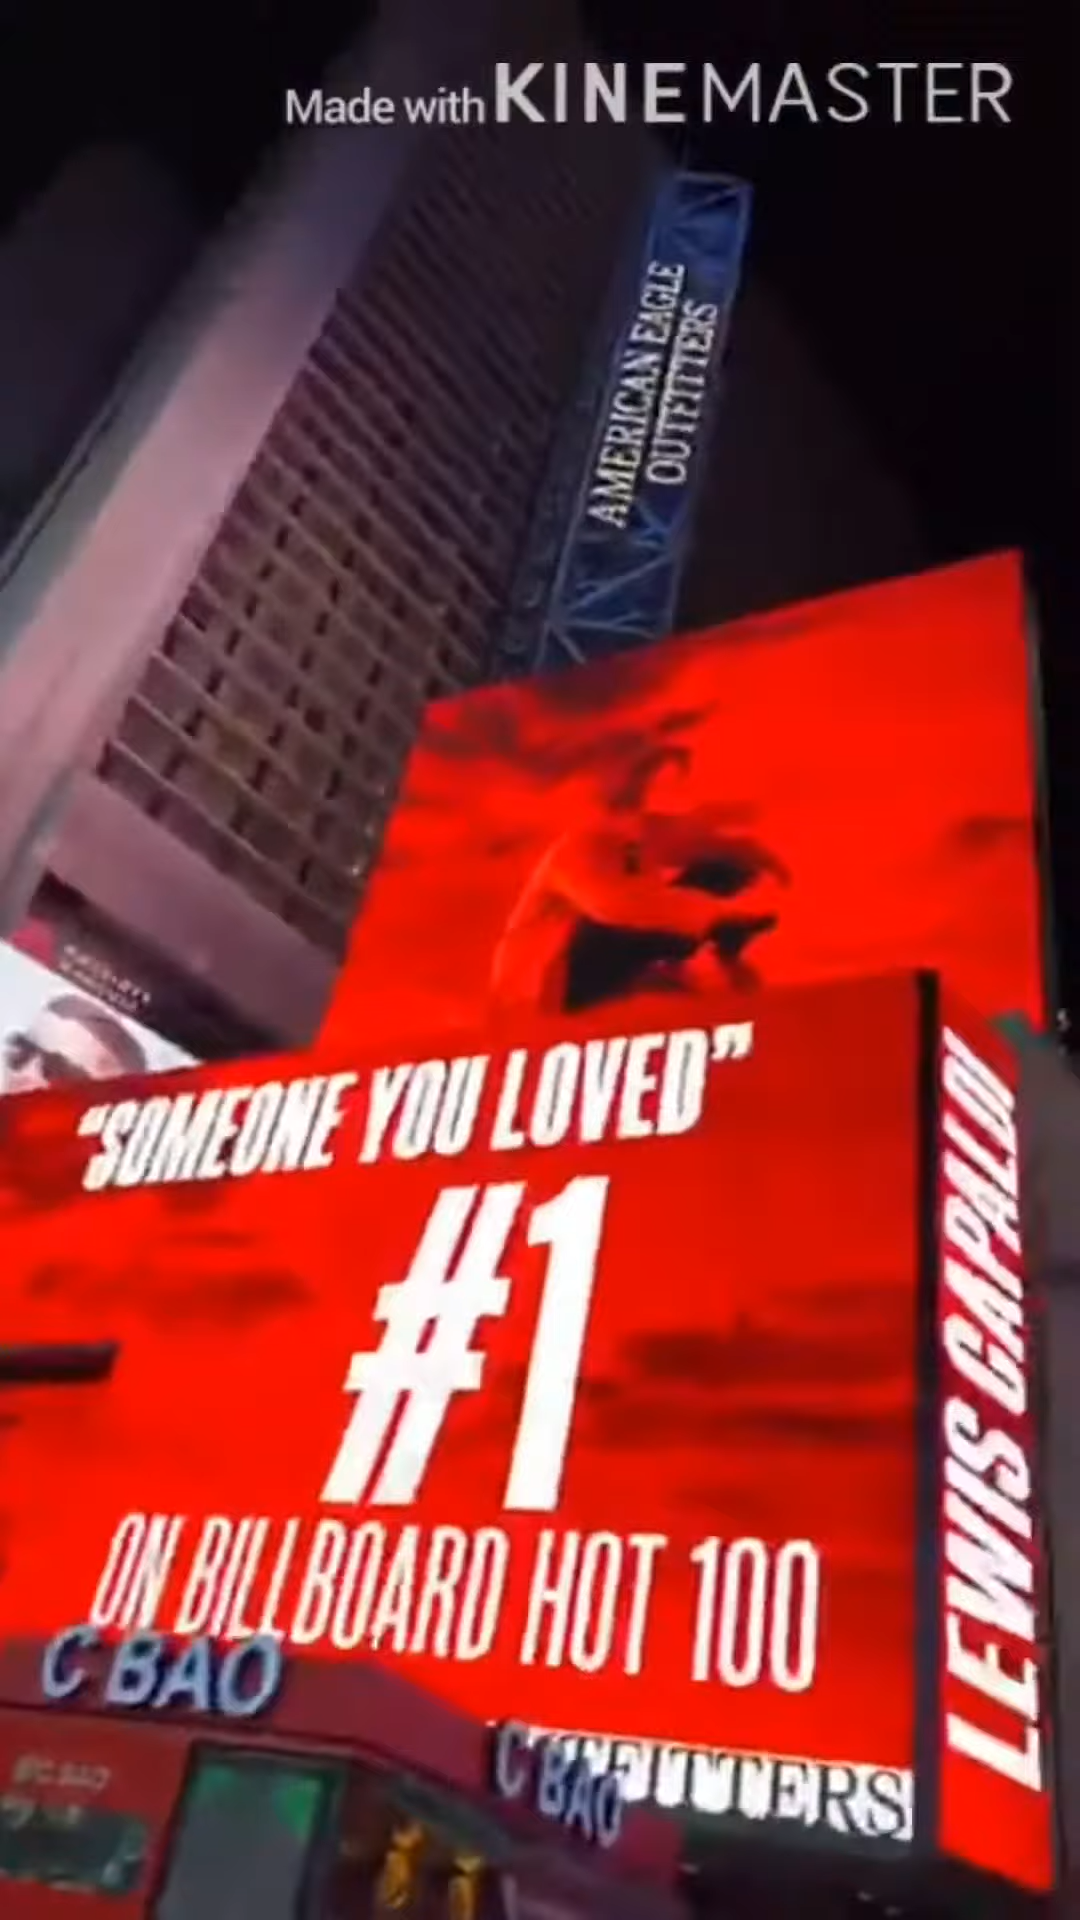 Made with KINEMASTER
AMERICAN EAGLE
OUTFITTERS
"SOMEONE YOU LOVED"
#1
ON BILLBOARD HOT 100
LEWIS CAPALDI
C BAO
C BAO